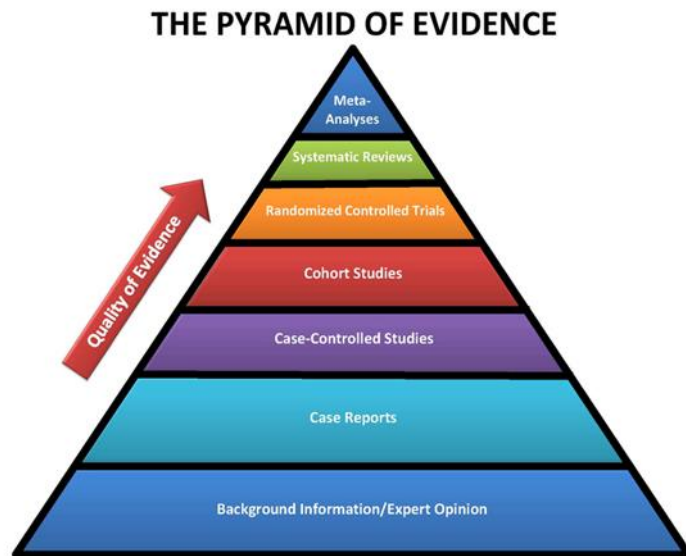 THE PYRAMID OF EVIDENCE
Meta-
Analyses
Systematic Reviews
Randomized Controlled Trials
Cohort Studies
Case-Controlled Studies
Case Reports
Background Information/Expert Opinion
Quality of Evidence